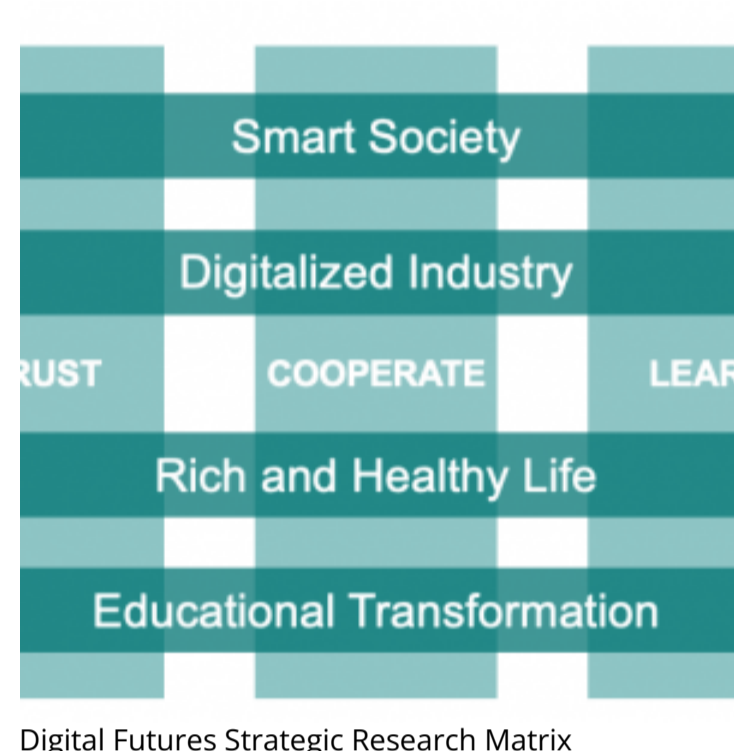 Smart Society
Digitalized Industry
RUST COOPERATE LEAR
Rich and Healthy Life
Educational Transformation
Digital Futures Strategic Research Matrix